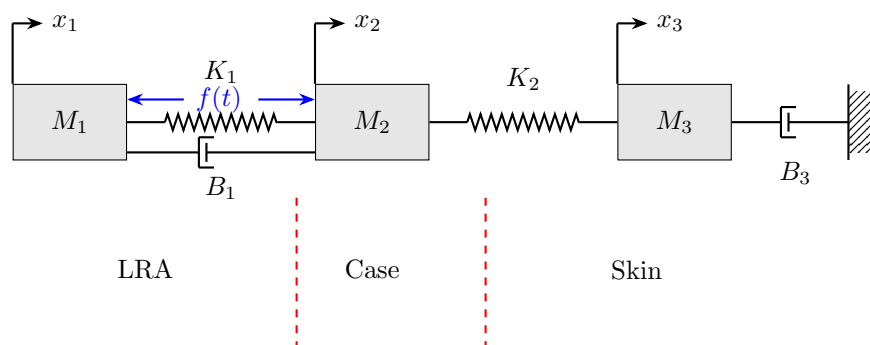 x1 x2 x3
K1 K2
f(t)
M1 M2 M3
B1 B3
LRA Case Skin